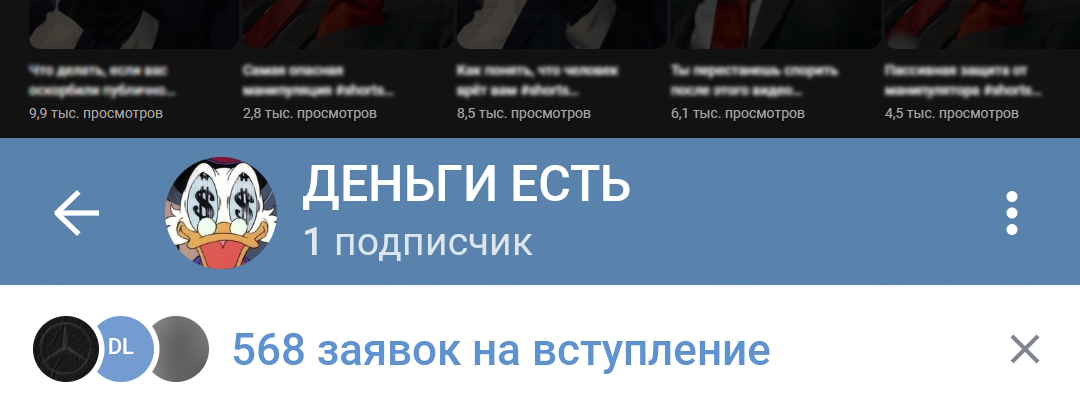 Что делать, если вас
оскорбили публично...
9,9 тыс. просмотров
Самая опасная
манипуляция #shorts...
2,8 тыс. просмотров
Как понять, что человек
врёт вам #shorts...
8,5 тыс. просмотров
Ты перестанешь спорить
после этого видео...
6,1 тыс. просмотров
Пассивная защита от
манипулятора #shorts...
4,5 тыс. просмотров
ДЕНЬГИ ЕСТЬ
1 подписчик
DL
568 заявок на вступление